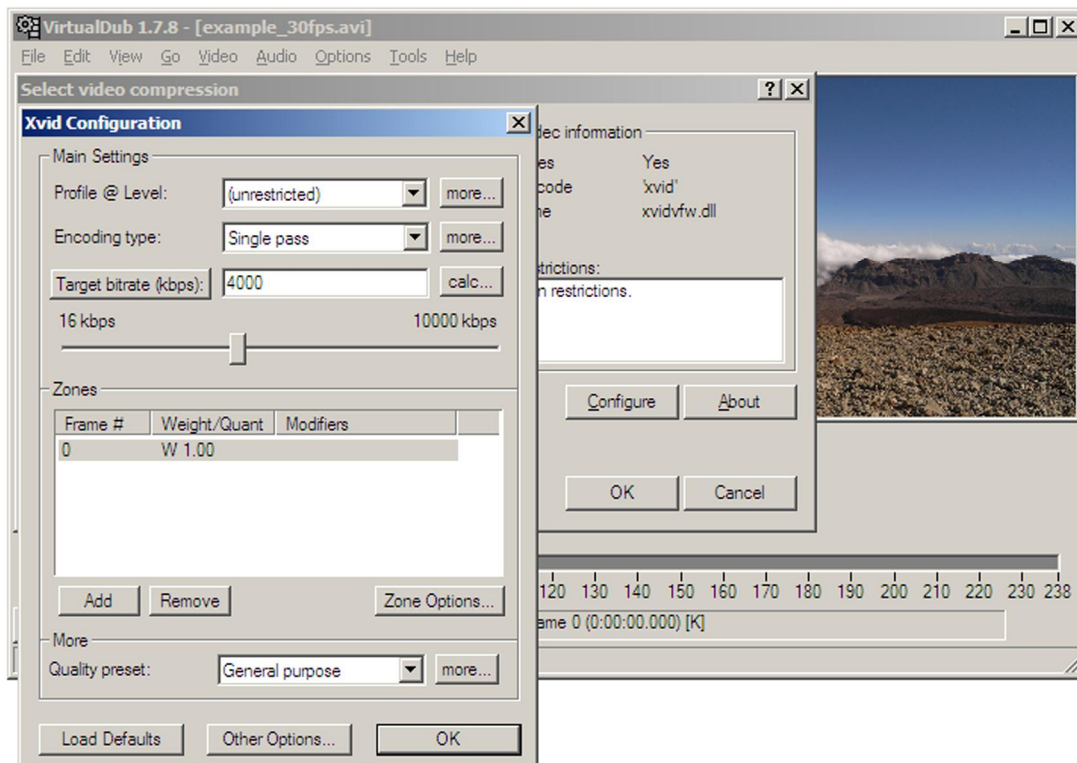 VirtualDub 1.7.8 - [example_30fps.avi]
File Edit View Go Video Audio Options Tools Help
Select video compression
Xvid Configuration
Main Settings
Profile @ Level: (unrestricted) more...
Encoding type: Single pass more...
Target bitrate (kbps): 4000 calc...
16 kbps 10000 kbps
Zones
Frame # Weight/Quant Modifiers
0 W 1.00
Add Remove Zone Options...
More
Quality preset: General purpose more...
Load Defaults Other Options... OK
information
Yes
code 'xvid'
xvidvfw.dll
restrictions.
Configure About
OK Cancel
120 130 140 150 160 170 180 190 200 210 220 230 238
0 (0:00:00.000) [K]